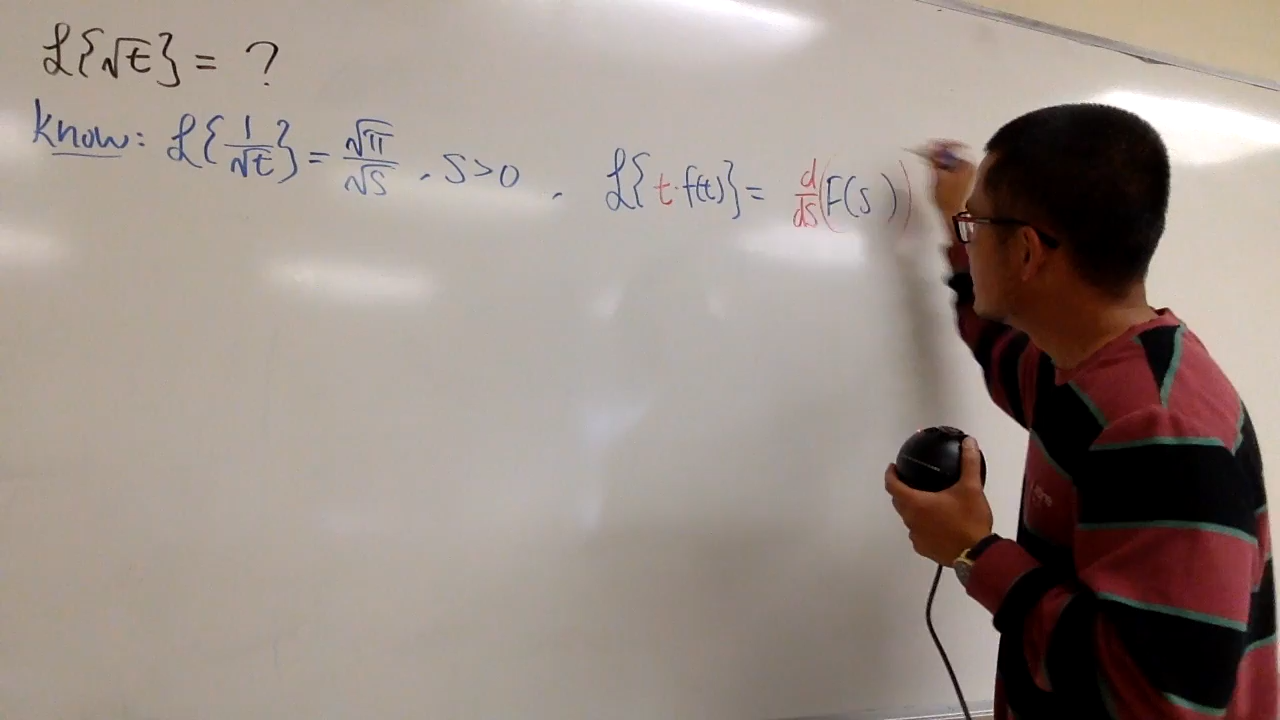 ℒ{√t} = ?
know: ℒ{1/√t} = √π/√s , s>0 , ℒ{t·f(t)} = d/ds(F(s))